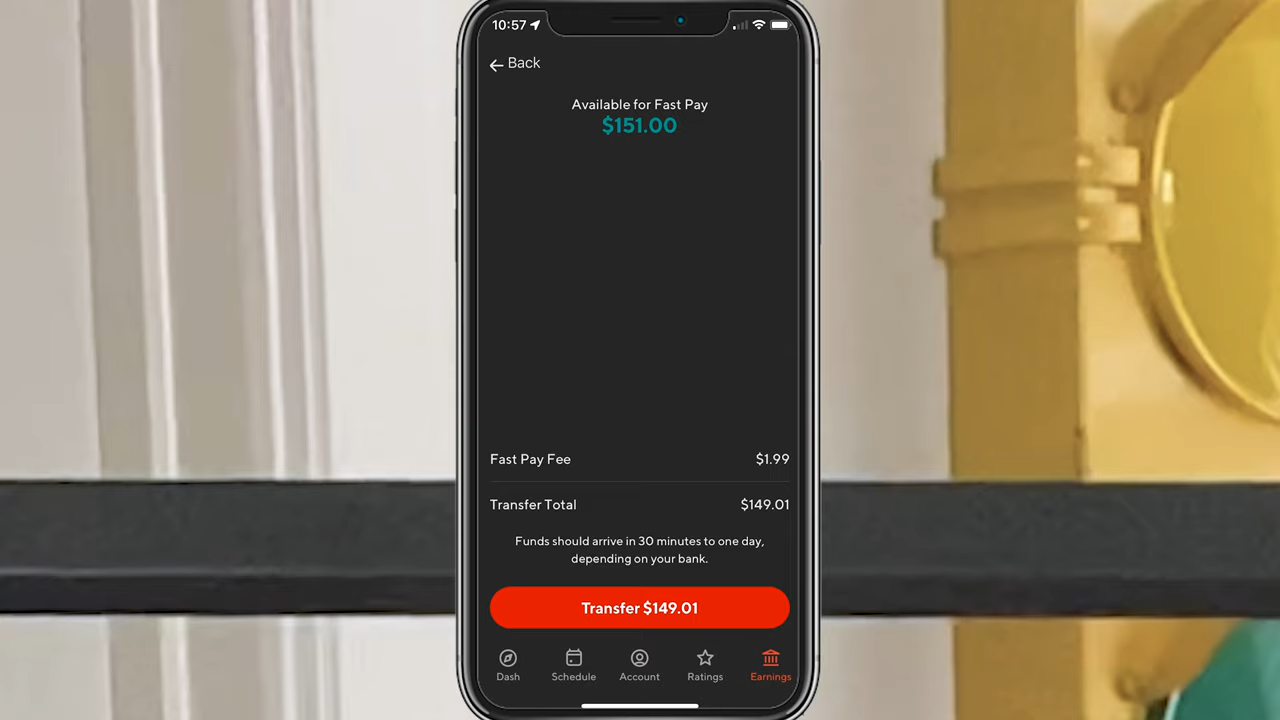 10:57
Back
Available for Fast Pay
$151.00
Fast Pay Fee $1.99
Transfer Total $149.01
Funds should arrive in 30 minutes to one day,
depending on your bank.
Transfer $149.01
Dash Schedule Account Ratings Earnings